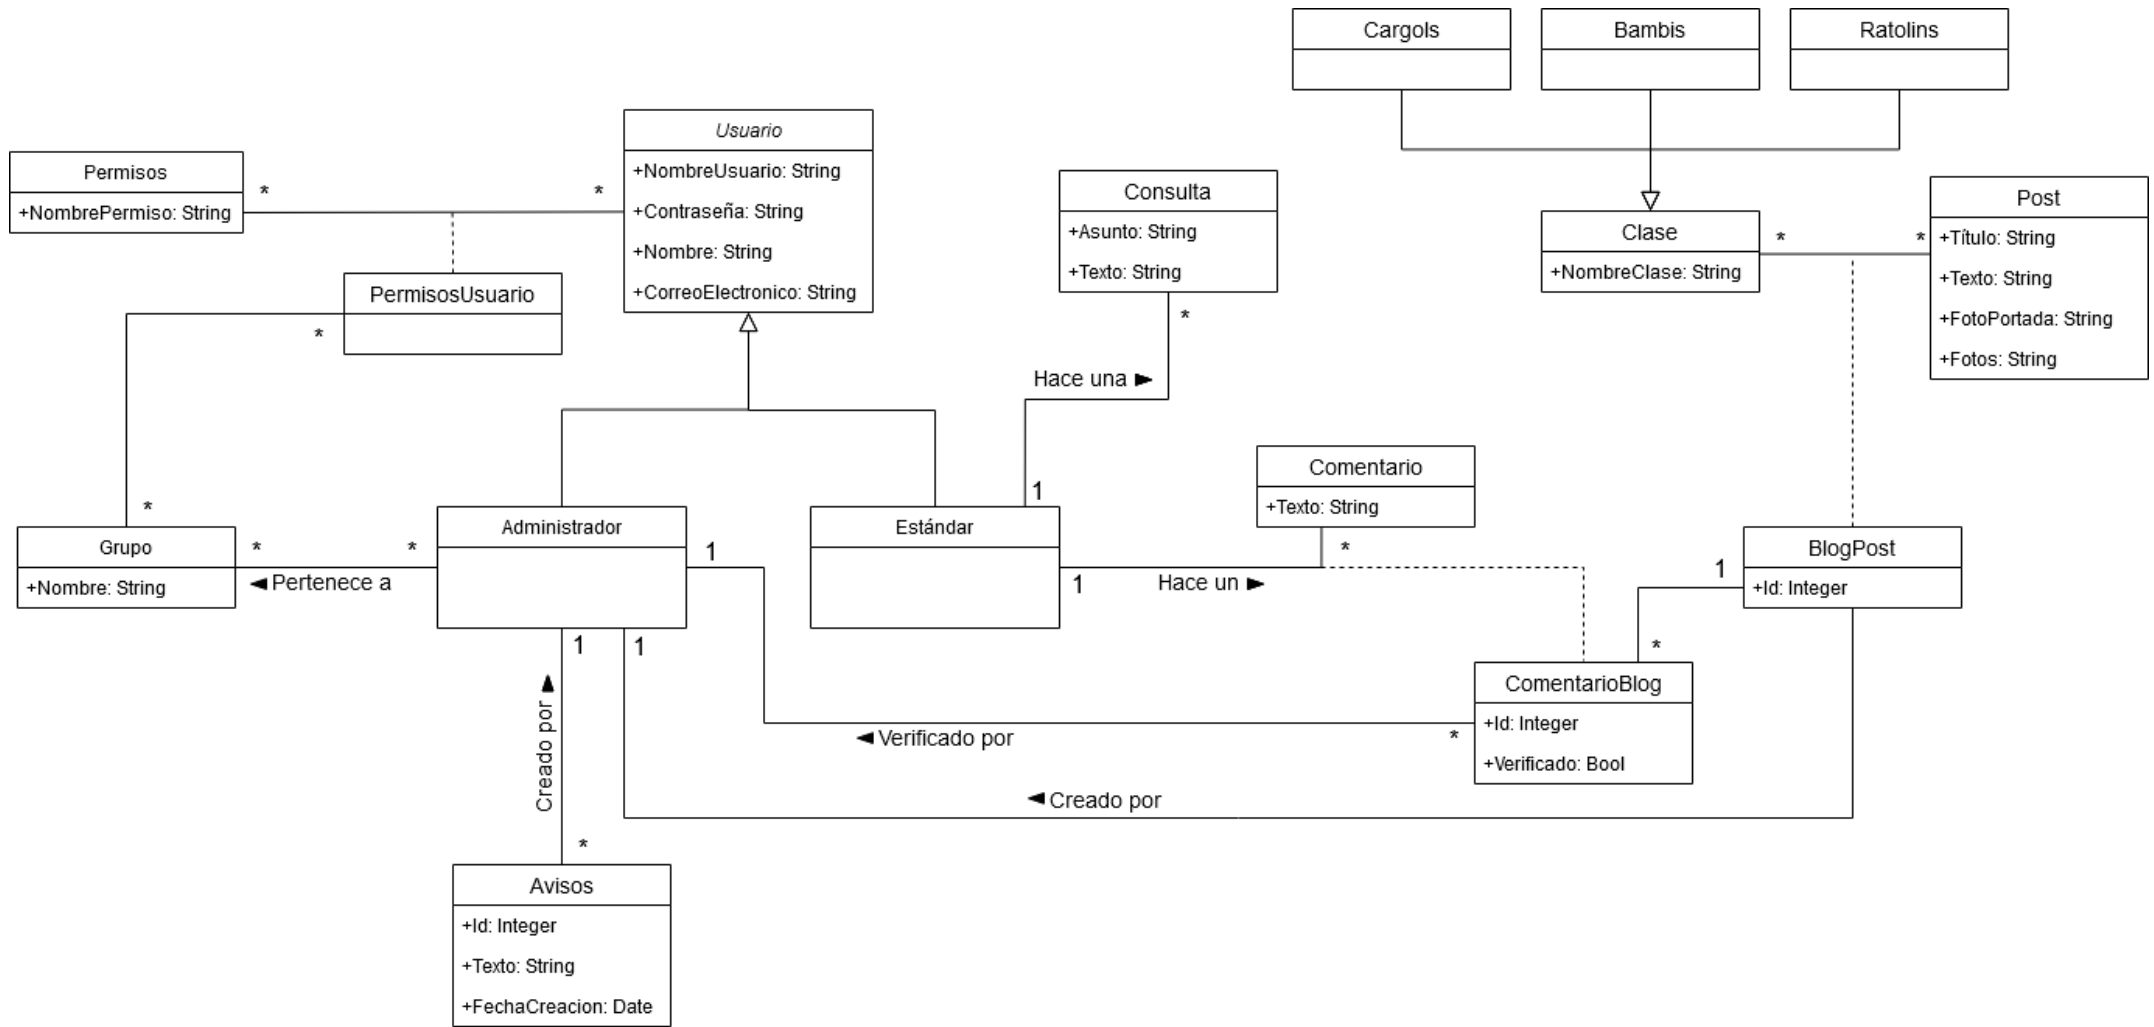 Cargols
Bambis
Ratolins
Usuario
+NombreUsuario: String
+Contraseña: String
+Nombre: String
+CorreoElectronico: String
Permisos
+NombrePermiso: String
*
*
PermisosUsuario
*
*
Consulta
+Asunto: String
+Texto: String
*
Hace una ►
1
Clase
+NombreClase: String
*
*
Post
+Título: String
+Texto: String
+FotoPortada: String
+Fotos: String
Grupo
+Nombre: String
*
*
◄ Pertenece a
Administrador
1
1
1
Estándar
1
Hace un ►
Comentario
+Texto: String
*
BlogPost
+Id: Integer
1
*
ComentarioBlog
+Id: Integer
+Verificado: Bool
*
◄ Verificado por
◄ Creado por
Creado por ►
*
Avisos
+Id: Integer
+Texto: String
+FechaCreacion: Date